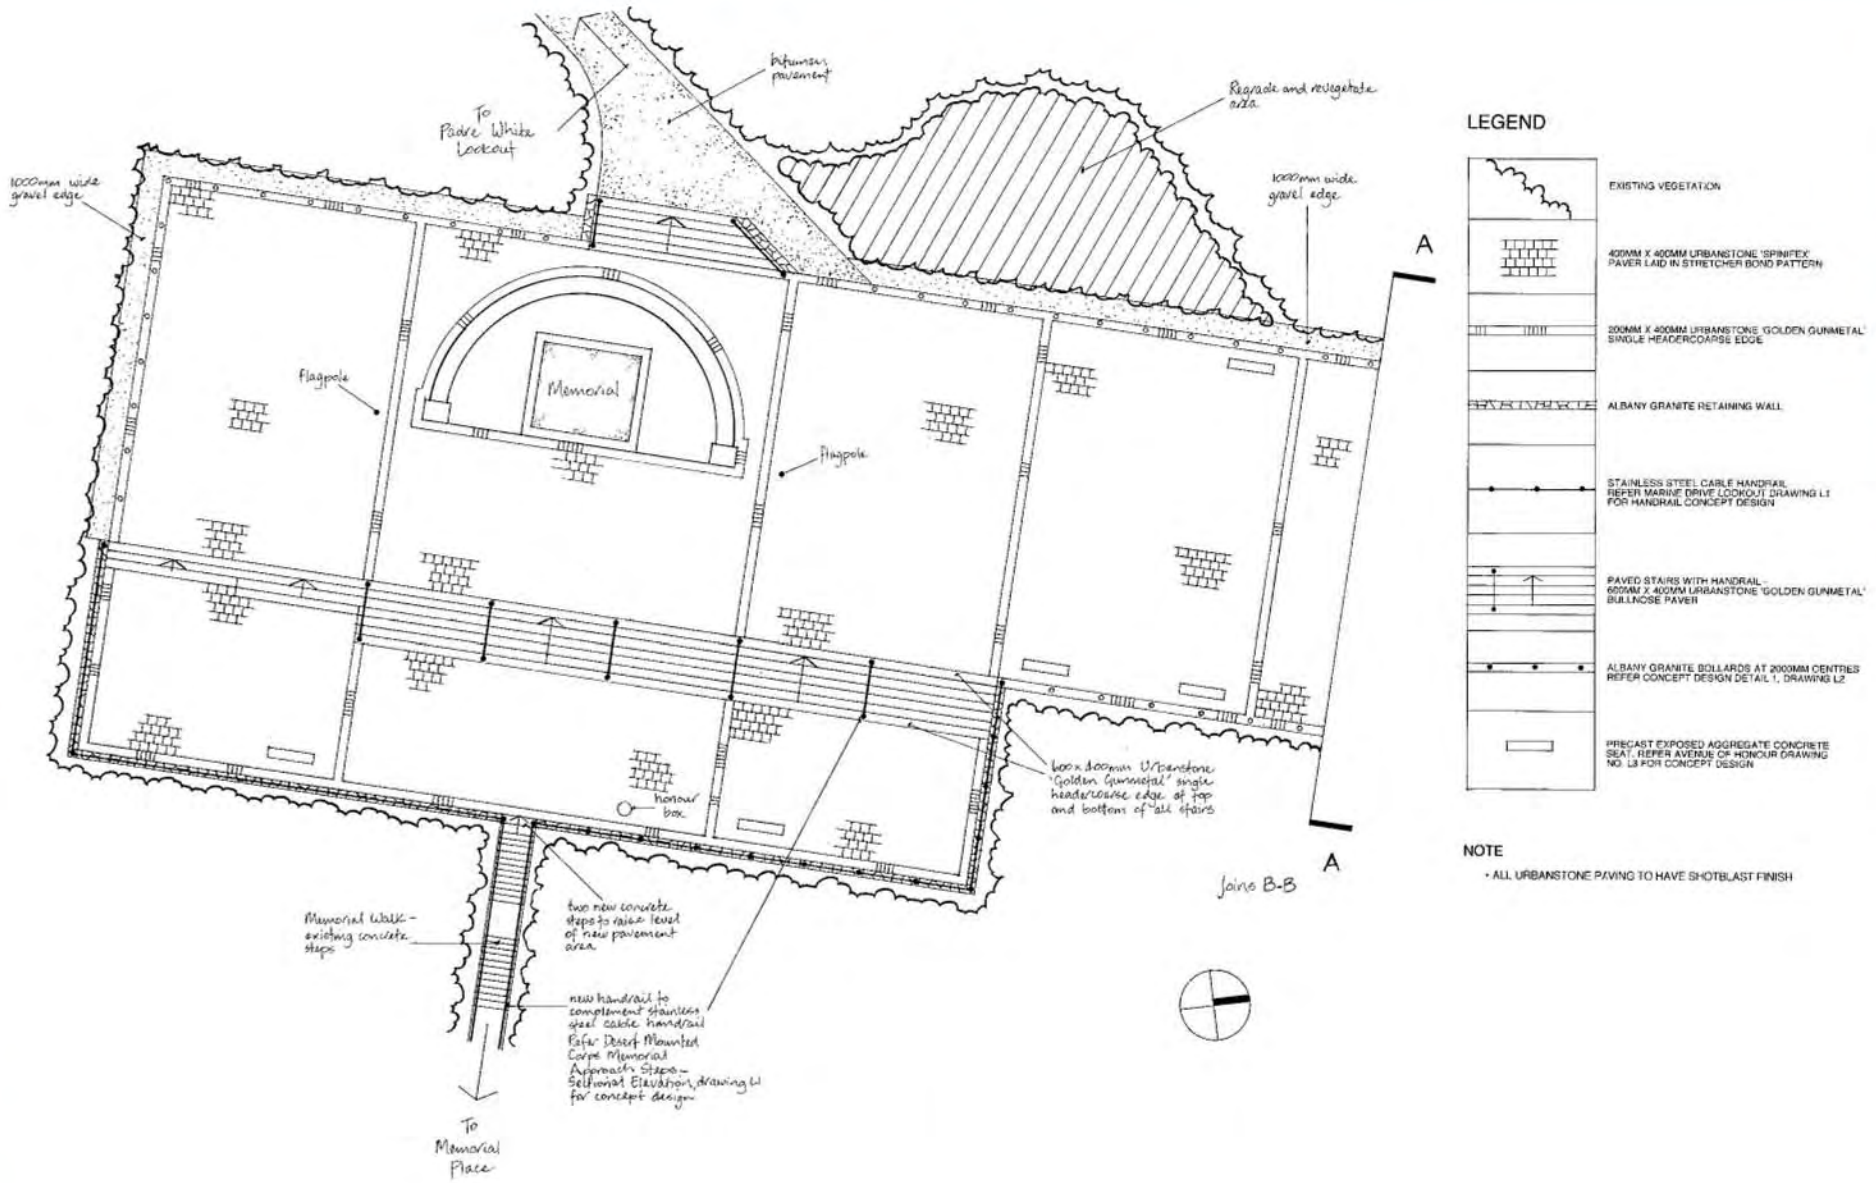 bitumen
pavement
To
Padre White
Lookout
Regrade and revegetate
area
1000mm wide
gravel edge
1000mm wide
gravel edge
A
flagpole
Memorial
flagpole
honour
box
600 x 400mm Urbanstone
'Golden Gunmetal' single
headercourse edge at top
and bottom of all stairs
A
Joins B-B
Memorial Walk -
existing concrete
steps
two new concrete
steps to raise level
of new pavement
area
new handrail to
complement stainless
steel cable handrail
Refer Desert Mounted
Corps Memorial
Approach Steps -
Sectional Elevation, drawing L1
for concept design
To
Memorial
Place
LEGEND
EXISTING VEGETATION
400MM X 400MM URBANSTONE 'SPINIFEX'
PAVER LAID IN STRETCHER BOND PATTERN
200MM X 400MM URBANSTONE 'GOLDEN GUNMETAL'
SINGLE HEADERCOARSE EDGE
ALBANY GRANITE RETAINING WALL
STAINLESS STEEL CABLE HANDRAIL
REFER MARINE DRIVE LOOKOUT DRAWING L1
FOR HANDRAIL CONCEPT DESIGN
PAVED STAIRS WITH HANDRAIL -
600MM X 400MM URBANSTONE 'GOLDEN GUNMETAL'
BULLNOSE PAVER
ALBANY GRANITE BOLLARDS AT 2000MM CENTRES
REFER CONCEPT DESIGN DETAIL 1, DRAWING L2
PRECAST EXPOSED AGGREGATE CONCRETE
SEAT. REFER AVENUE OF HONOUR DRAWING
NO. L3 FOR CONCEPT DESIGN
NOTE
• ALL URBANSTONE PAVING TO HAVE SHOTBLAST FINISH